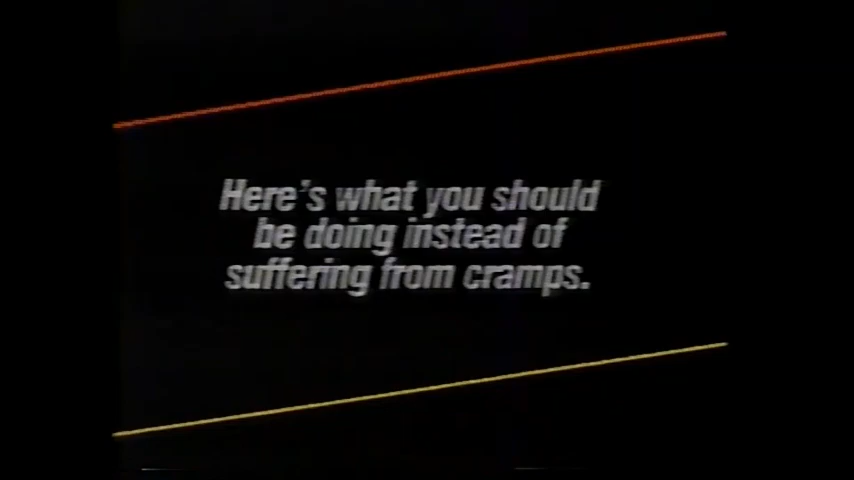 Here's what you should
be doing instead of
suffering from cramps.